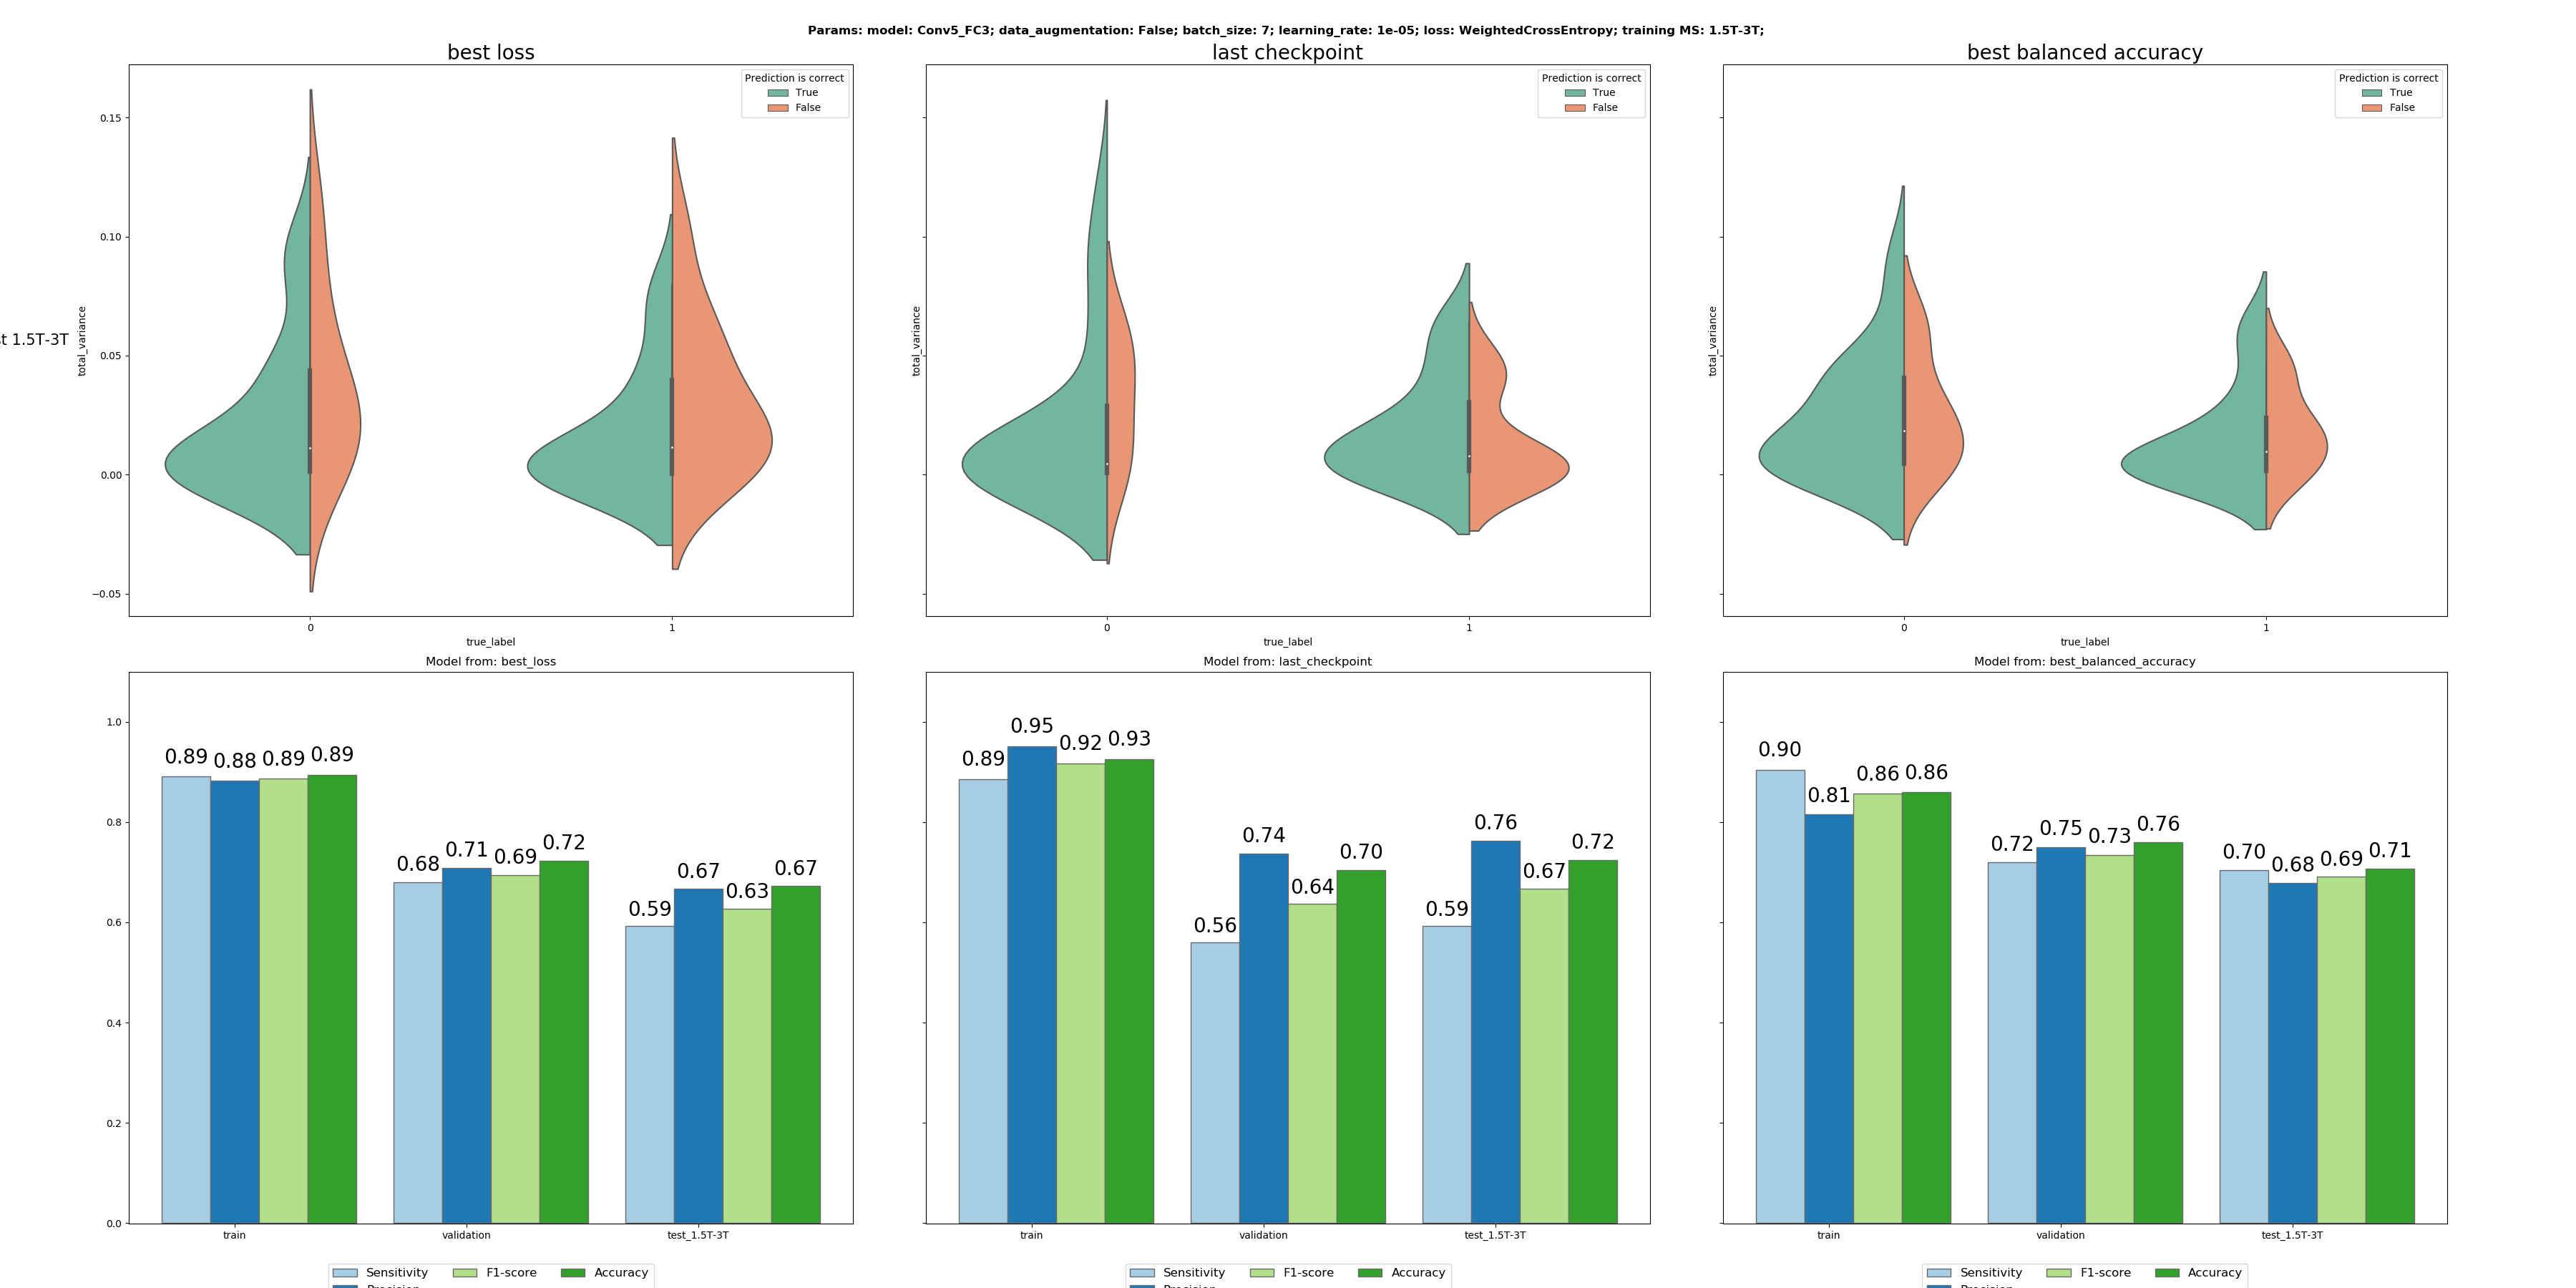 Params: model: Conv5_FC3; data_augmentation: False; batch_size: 7; learning_rate: 1e-05; loss: WeightedCrossEntropy; training MS: 1.5T-3T;
best loss
last checkpoint
best balanced accuracy
Prediction is correct
True
False
Prediction is correct
True
False
Prediction is correct
True
False
0.15
0.10
0.05
0.00
−0.05
1.5T-3T
total_variance
total_variance
total_variance
0 1
0 1
0 1
true_label
true_label
true_label
Model from: best_loss
Model from: last_checkpoint
Model from: best_balanced_accuracy
1.0
0.8
0.6
0.4
0.2
0.0
0.89 0.88 0.89 0.89
0.68 0.71 0.69 0.72
0.59 0.67 0.63 0.67
0.89 0.95 0.92 0.93
0.56 0.74 0.64 0.70
0.59 0.76 0.67 0.72
0.90 0.81 0.86 0.86
0.72 0.75 0.73 0.76
0.70 0.68 0.69 0.71
train validation test_1.5T-3T
train validation test_1.5T-3T
train validation test_1.5T-3T
Sensitivity F1-score Accuracy
Sensitivity F1-score Accuracy
Sensitivity F1-score Accuracy